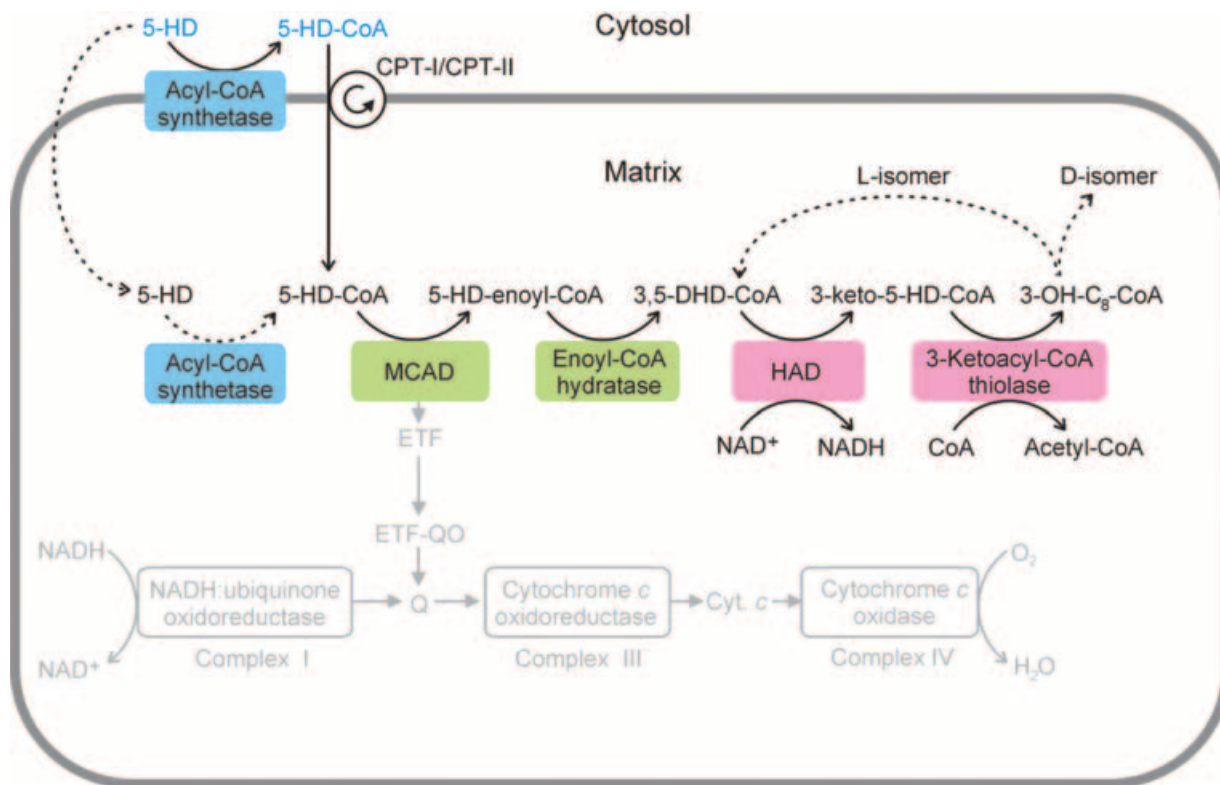 5-HD 5-HD-CoA Cytosol
CPT-I/CPT-II
Acyl-CoA
synthetase
Matrix L-isomer D-isomer
5-HD 5-HD-CoA 5-HD-enoyl-CoA 3,5-DHD-CoA 3-keto-5-HD-CoA 3-OH-C₈-CoA
Acyl-CoA
synthetase
MCAD
Enoyl-CoA
hydratase
HAD
3-Ketoacyl-CoA
thiolase
ETF NAD⁺ NADH CoA Acetyl-CoA
ETF-QO
NADH O₂
NADH:ubiquinone
oxidoreductase
Q
Cytochrome c
oxidoreductase
Cyt. c
Cytochrome c
oxidase
NAD⁺ Complex I Complex III Complex IV H₂O